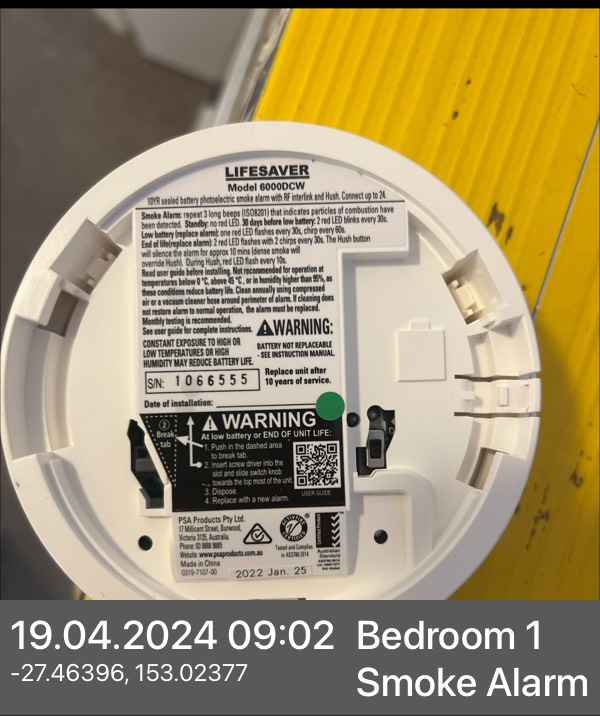 LIFESAVER
Model 6000DCW
10YR sealed battery photoelectric smoke alarm with RF interlink and Hush. Connect up to 24.
Smoke Alarm: repeat 3 long beeps (ISO8201) that indicates particles of combustion have
been detected. Standby: no red LED. 30 days before low battery: 2 red LED blinks every 30s.
Low battery (replace alarm): one red LED flashes every 30s, chirp every 60s.
End of life(replace alarm): 2 red LED flashes with 2 chirps every 30s. The Hush button
will silence the alarm for approx 10 mins (dense smoke will
override Hush). During Hush, red LED flash every 10s.
Read user guide before installing. Not recommended for operation at
temperatures below 0 °C, above 45 °C, or in humidity higher than 95%, as
these conditions reduce battery life. Clean annually using compressed
air or a vacuum cleaner hose around perimeter of alarm. If cleaning does
not restore alarm to normal operation, the alarm must be replaced.
Monthly testing is recommended.
See user guide for complete instructions.
WARNING:
CONSTANT EXPOSURE TO HIGH OR
LOW TEMPERATURES OR HIGH
HUMIDITY MAY REDUCE BATTERY LIFE.
BATTERY NOT REPLACEABLE
- SEE INSTRUCTION MANUAL.
S/N: 1066555
Replace unit after
10 years of service.
Date of installation:
WARNING
At low battery or END OF UNIT LIFE:
2
Break
tab
1. Push in the dashed area
to break tab.
2. Insert screw driver into the
slot and slide switch knob
towards the top most of the unit.
3. Dispose
4. Replace with a new alarm.
USER GUIDE
PSA Products Pty Ltd.
17 Millicent Street, Burwood,
Victoria 3125, Australia.
Phone: 03 9888 9889
Website: www.psaproducts.com.au
Made in China
0319-7107-00
2022 Jan. 25
Tested and Complies
to AS3786:2014
Australian
Standard
19.04.2024 09:02
-27.46396, 153.02377
Bedroom 1
Smoke Alarm